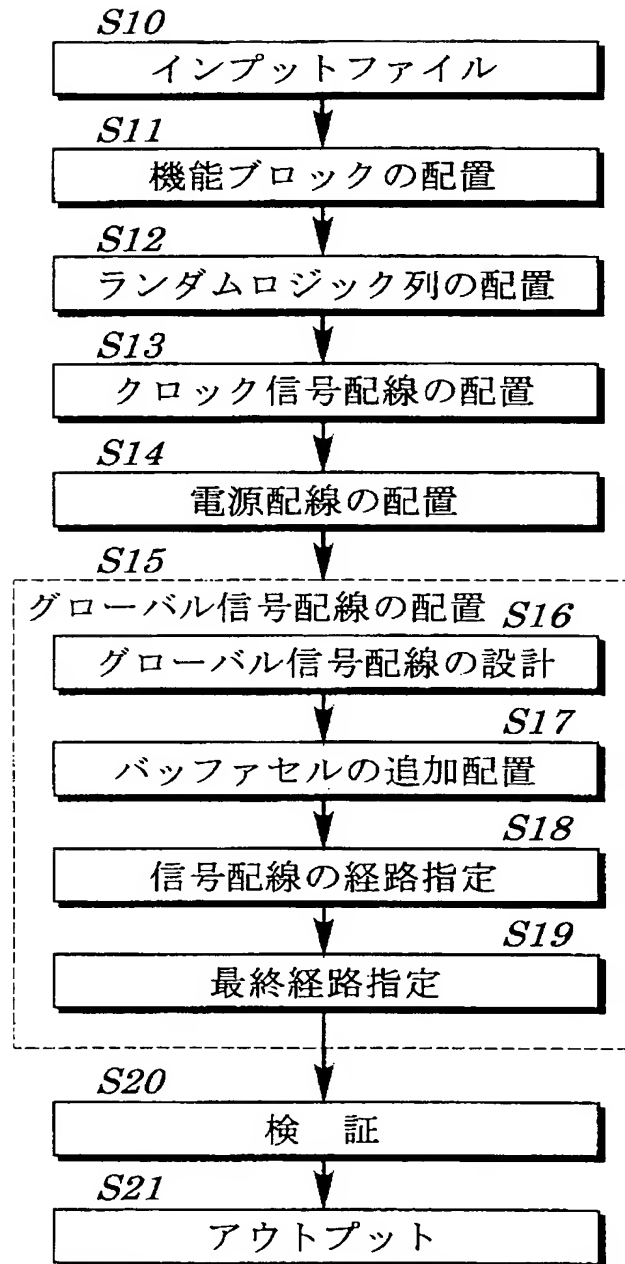 S10
インプットファイル
S11
機能ブロックの配置
S12
ランダムロジック列の配置
S13
クロック信号配線の配置
S14
電源配線の配置
S15
グローバル信号配線の配置 S16
グローバル信号配線の設計
S17
バッファセルの追加配置
S18
信号配線の経路指定
S19
最終経路指定
S20
検 証
S21
アウトプット